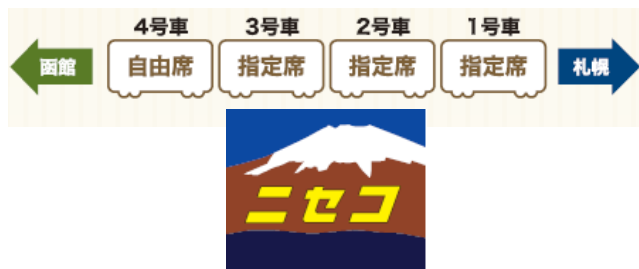 4号車 3号車 2号車 1号車
函館 自由席 指定席 指定席 指定席 札幌
ニセコ